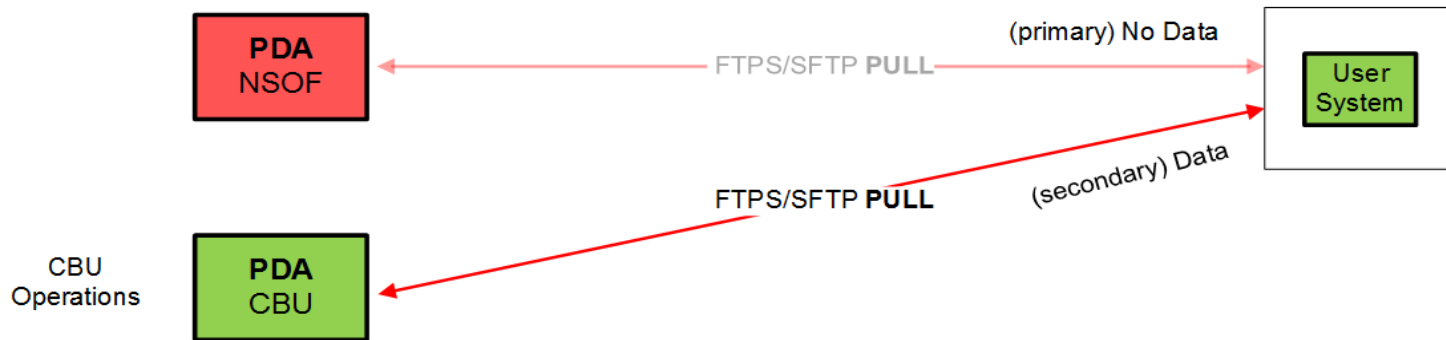 PDA
NSOF
FTPS/SFTP PULL
(primary) No Data
User
System
FTPS/SFTP PULL
(secondary) Data
CBU
Operations
PDA
CBU